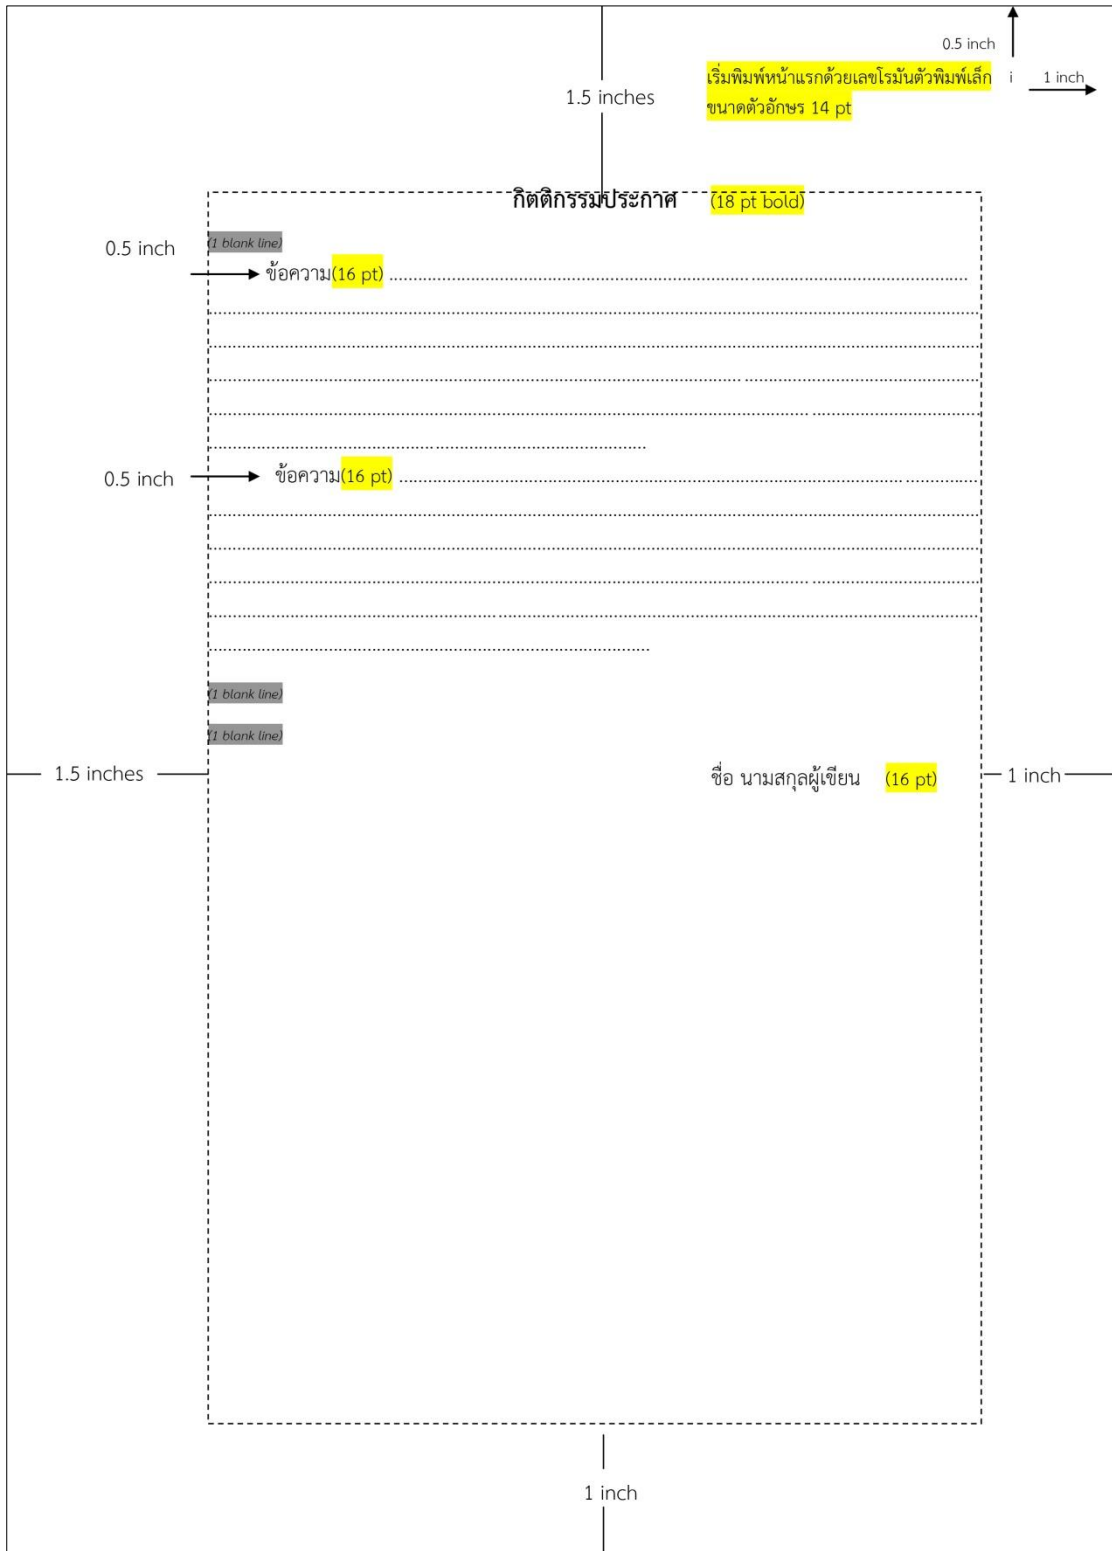 0.5 inch
เริ่มพิมพ์หน้าแรกด้วยเลขโรมันตัวพิมพ์เล็ก i 1 inch
ขนาดตัวอักษร 14 pt
1.5 inches
กิตติกรรมประกาศ (18 pt bold)
(1 blank line)
0.5 inch
ข้อความ(16 pt) ................................................................
................................................................
................................................................
................................................................
................................................................
................................................................
0.5 inch
ข้อความ(16 pt) ................................................................
................................................................
................................................................
................................................................
................................................................
................................................................
(1 blank line)
(1 blank line)
1.5 inches
ชื่อ นามสกุลผู้เขียน (16 pt)
1 inch
1 inch